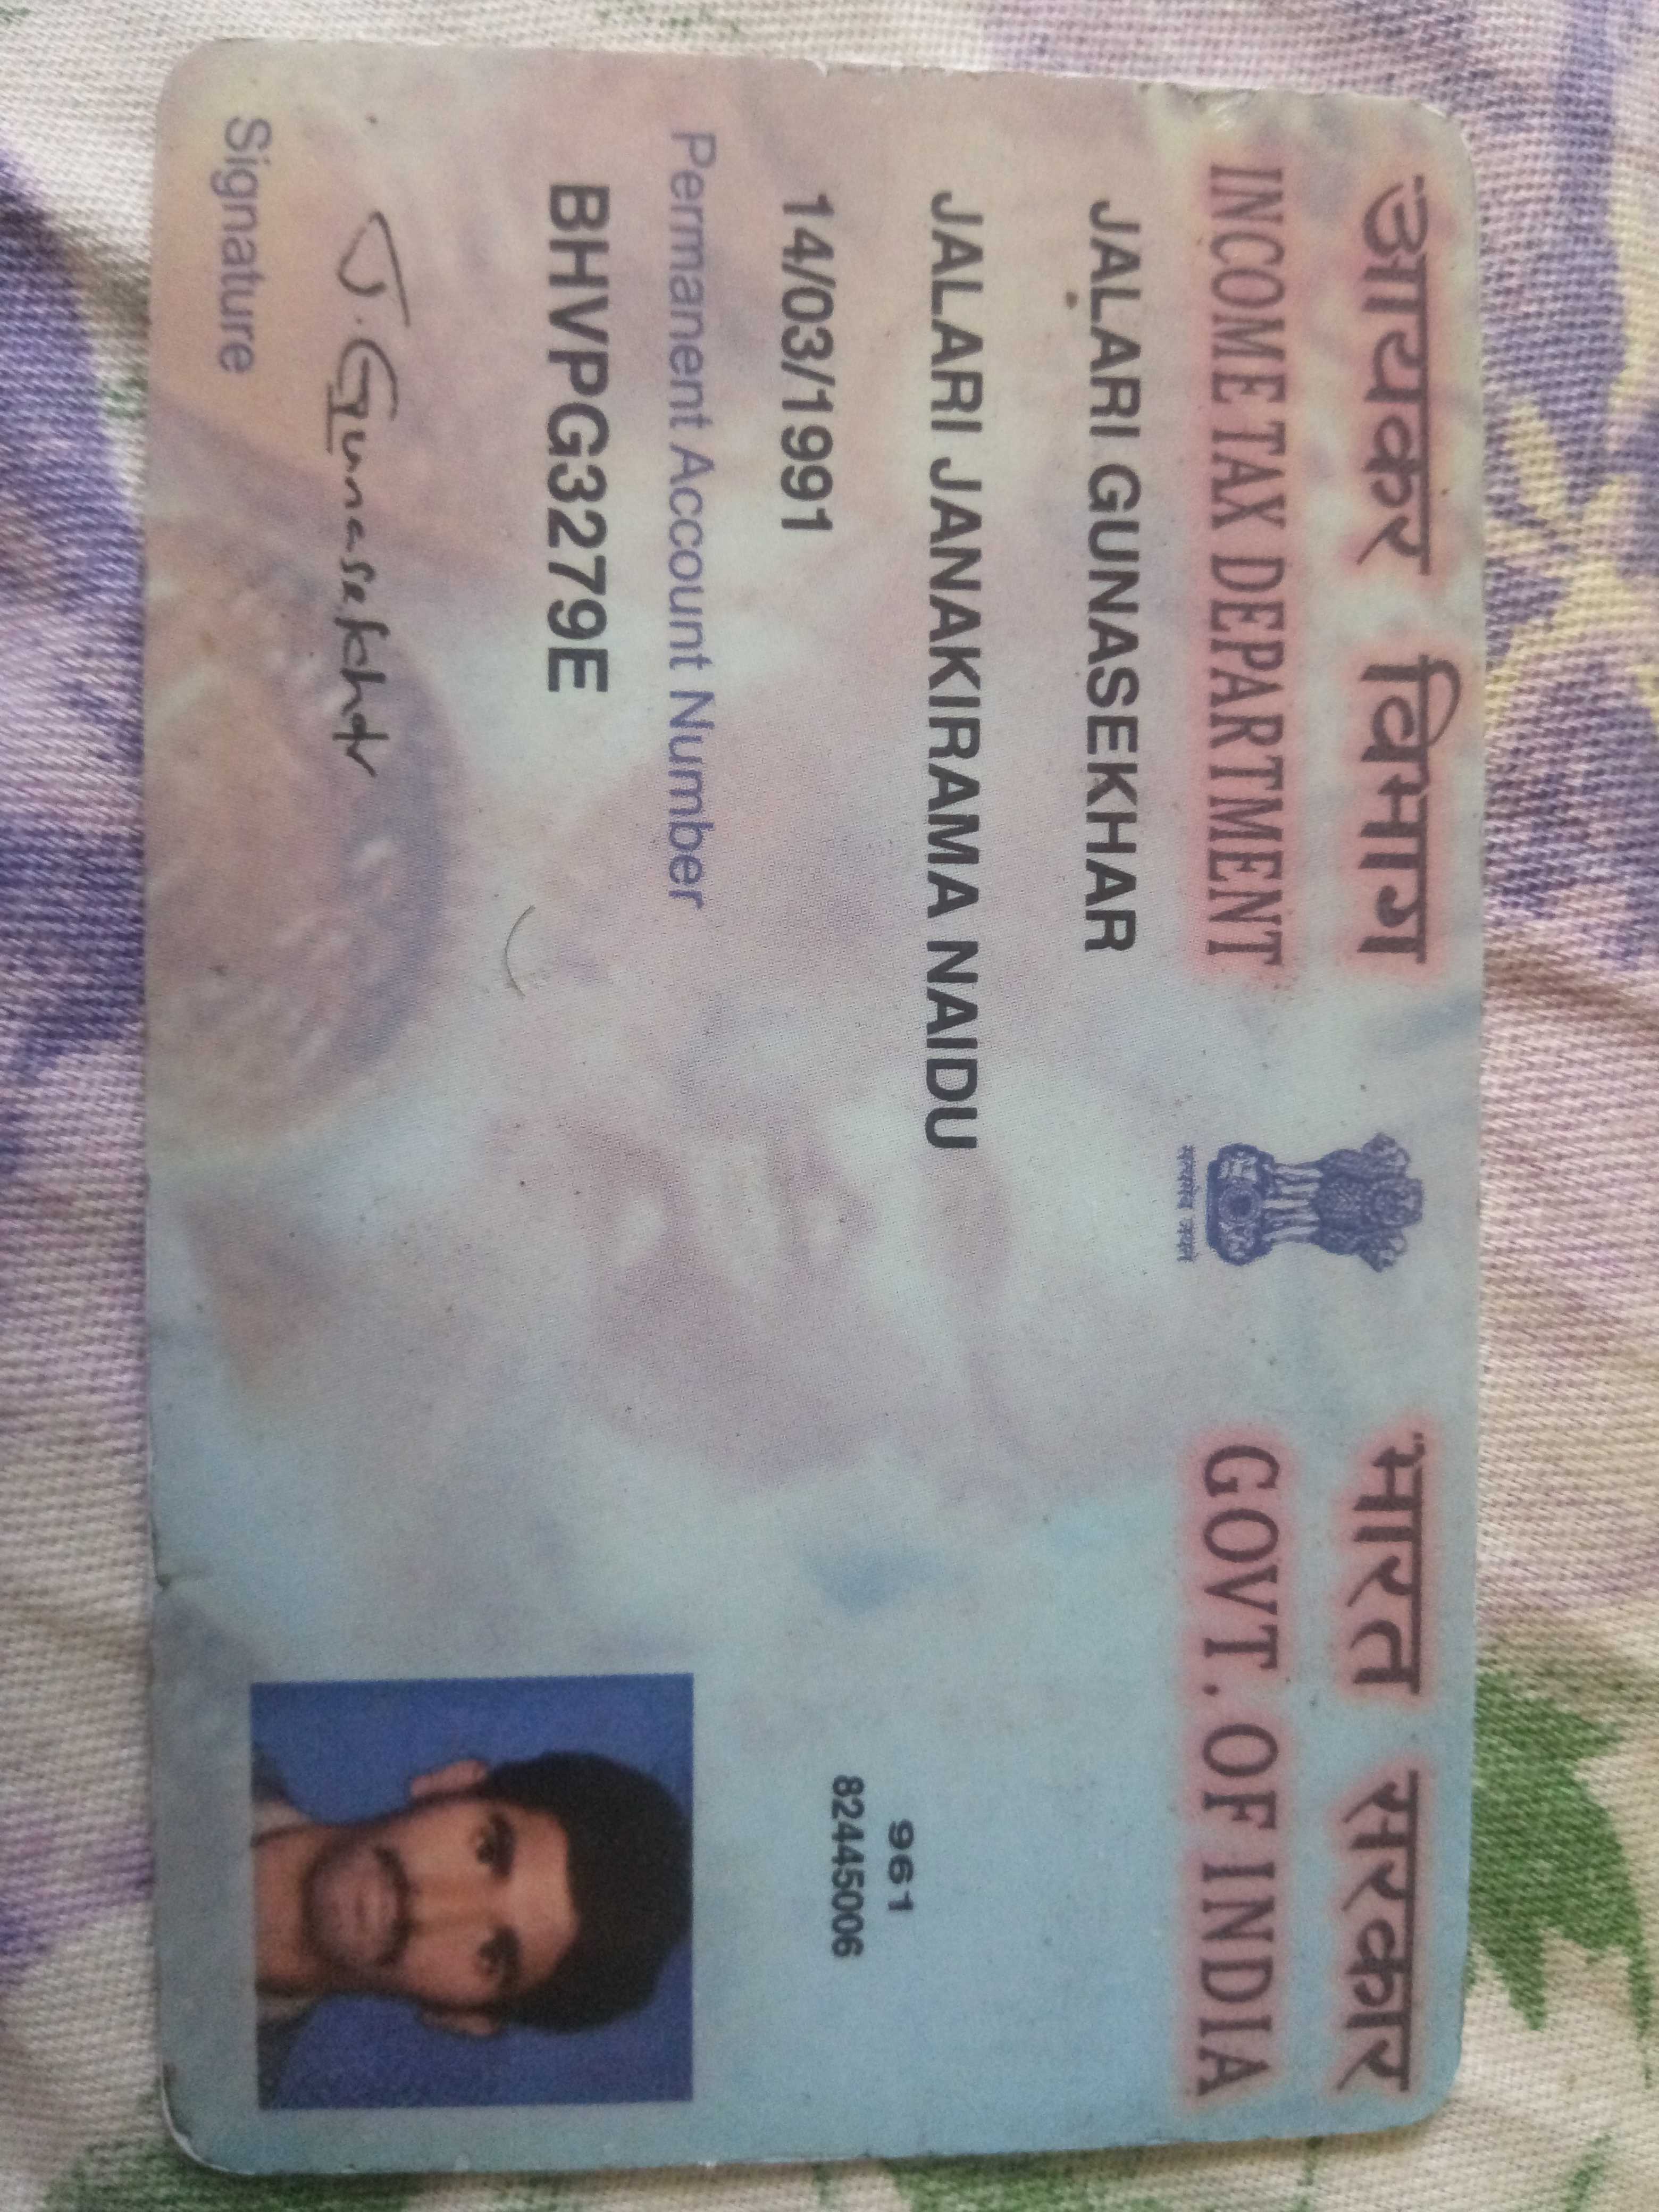 आयकर विभाग
INCOME TAX DEPARTMENT
भारत सरकार
GOVT. OF INDIA
सत्यमेव जयते
JALARI GUNASEKHAR
JALARI JANAKIRAMA NAIDU
14/03/1991
961
82445006
Permanent Account Number
BHVPG3279E
J. Gunasekhar
Signature